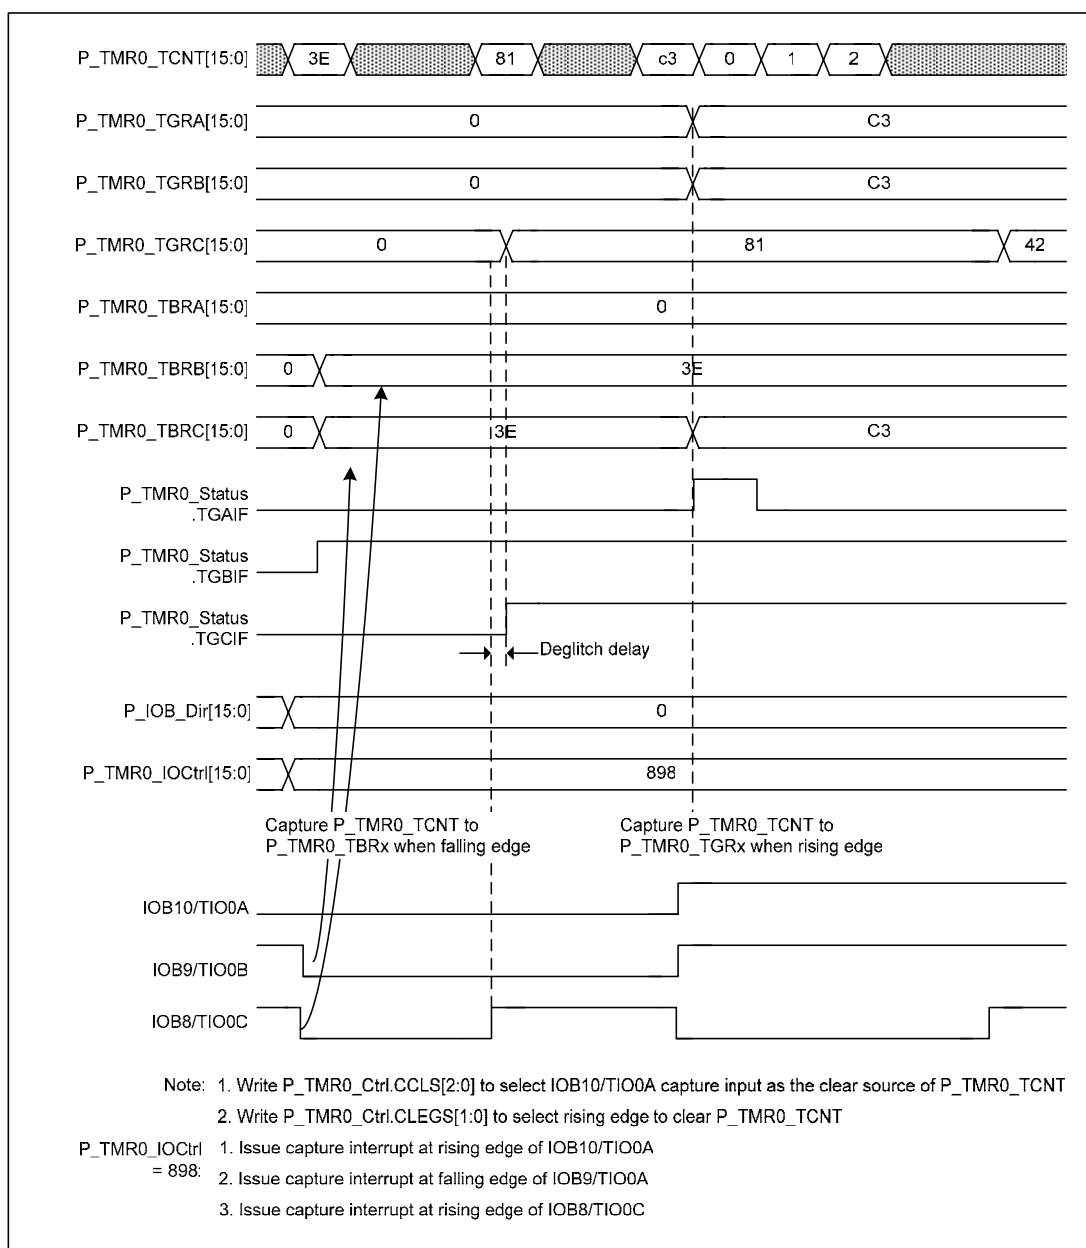 P_TMR0_TCNT[15:0] 3E 81 c3 0 1 2
P_TMR0_TGRA[15:0] 0 C3
P_TMR0_TGRB[15:0] 0 C3
P_TMR0_TGRC[15:0] 0 81 42
P_TMR0_TBRA[15:0] 0
P_TMR0_TBRB[15:0] 0 3E
P_TMR0_TBRC[15:0] 0 3E C3
P_TMR0_Status
.TGAIF
P_TMR0_Status
.TGBIF
P_TMR0_Status
.TGCIF
Deglitch delay
P_IOB_Dir[15:0] 0
P_TMR0_IOCtrl[15:0] 898
Capture P_TMR0_TCNT to
P_TMR0_TBRx when falling edge
Capture P_TMR0_TCNT to
P_TMR0_TGRx when rising edge
IOB10/TIO0A
IOB9/TIO0B
IOB8/TIO0C
Note: 1. Write P_TMR0_Ctrl.CCLS[2:0] to select IOB10/TIO0A capture input as the clear source of P_TMR0_TCNT
2. Write P_TMR0_Ctrl.CLEGS[1:0] to select rising edge to clear P_TMR0_TCNT
P_TMR0_IOCtrl
= 898:
1. Issue capture interrupt at rising edge of IOB10/TIO0A
2. Issue capture interrupt at falling edge of IOB9/TIO0A
3. Issue capture interrupt at rising edge of IOB8/TIO0C